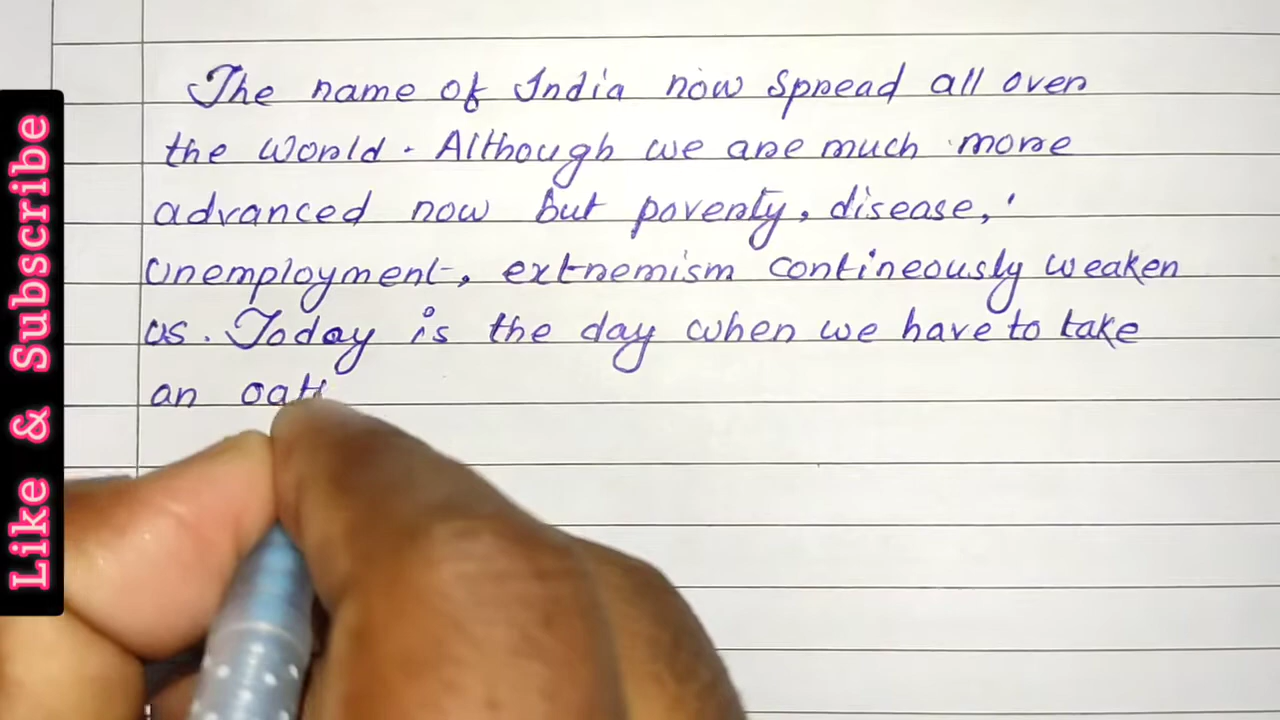 The name of India now spread all over
the world. Although we are much more
advanced now but poverty, disease,
unemployment, extremism contineously weaken
us. Today is the day when we have to take
an oath
Like & Subscribe